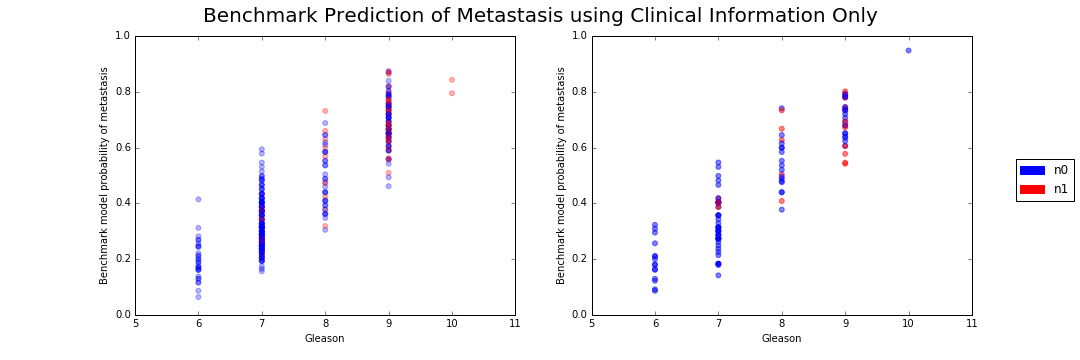 Benchmark Prediction of Metastasis using Clinical Information Only
Benchmark model probability of metastasis
1.0
0.8
0.6
0.4
0.2
0.0
5 6 7 8 9 10 11
Gleason
Benchmark model probability of metastasis
1.0
0.8
0.6
0.4
0.2
0.0
5 6 7 8 9 10 11
Gleason
n0
n1